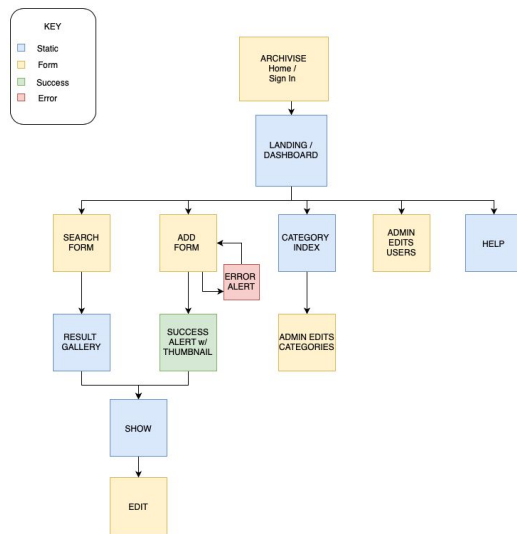 KEY
Static
Form
Success
Error
ARCHIVISE
Home /
Sign In
LANDING /
DASHBOARD
SEARCH
FORM
ADD
FORM
CATEGORY
INDEX
ADMIN
EDITS
USERS
HELP
ERROR
ALERT
RESULT
GALLERY
SUCCESS
ALERT w/
THUMBNAIL
ADMIN EDITS
CATEGORIES
SHOW
EDIT